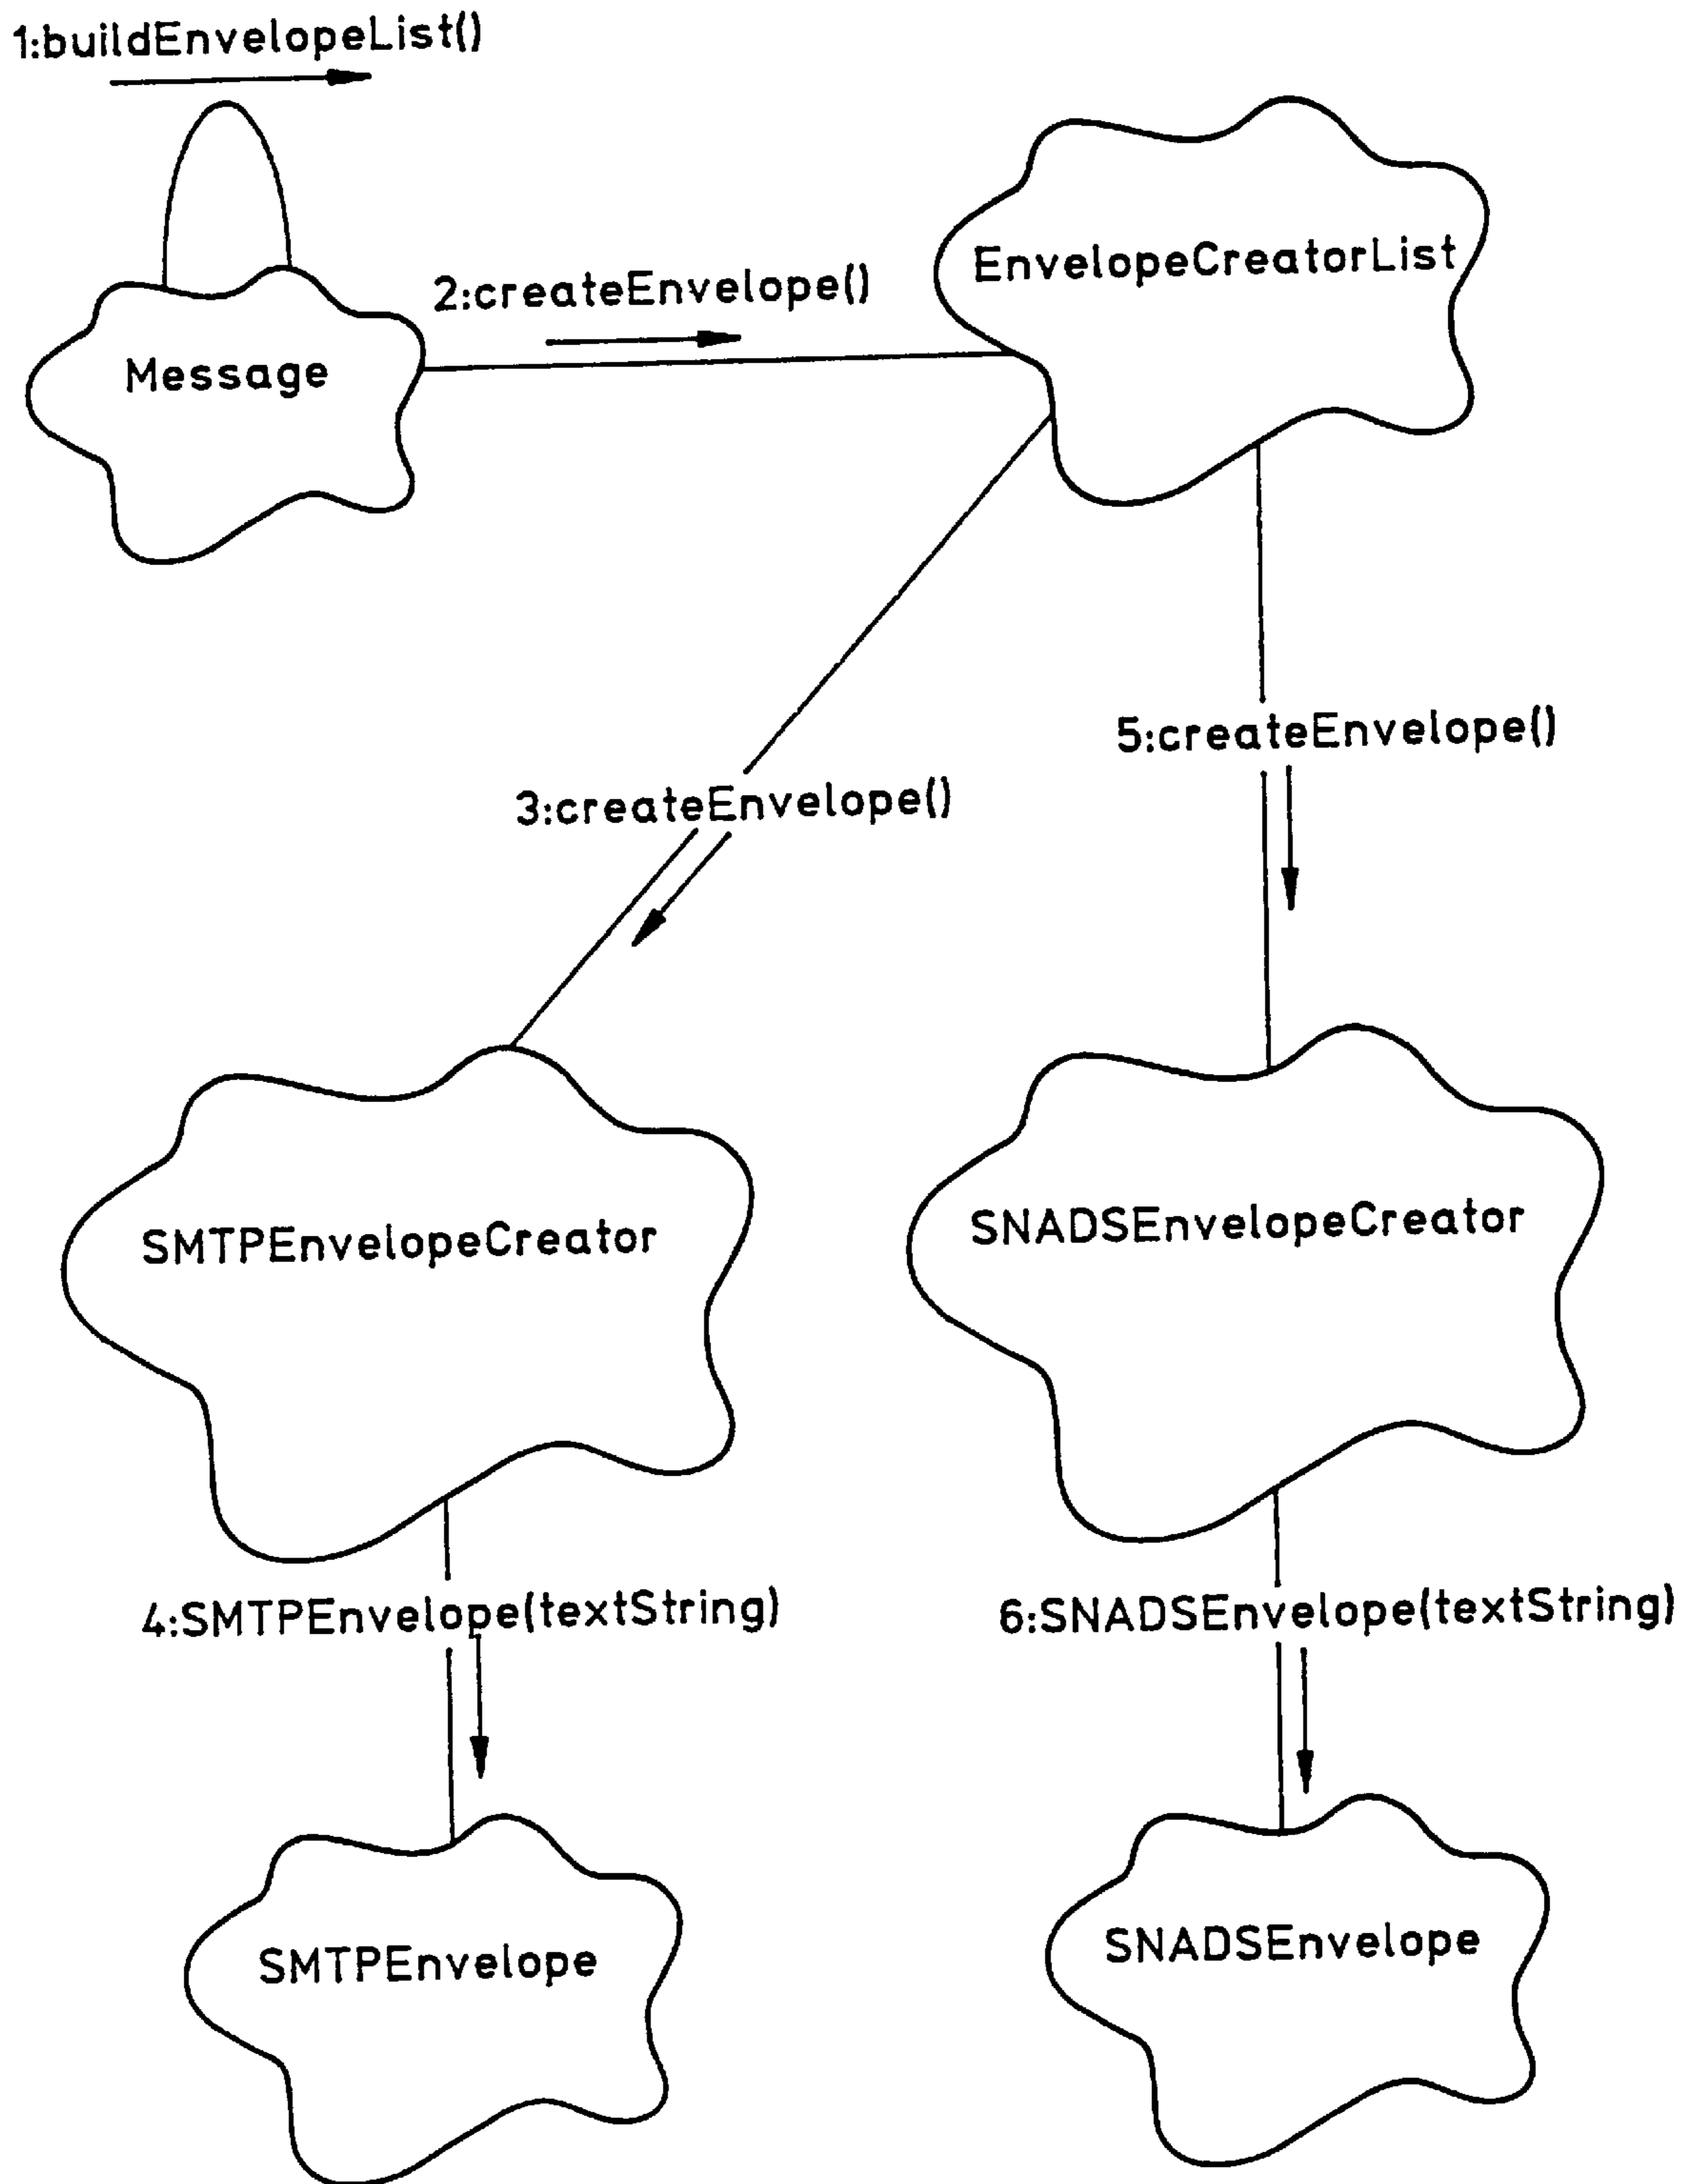 1:buildEnvelopeList()
EnvelopeCreatorList
2:createEnvelope()
Message
5:createEnvelope()
3:createEnvelope()
SMTPEnvelopeCreator
SNADSEnvelopeCreator
4:SMTPEnvelope(textString)
6:SNADSEnvelope(textString)
SMTPEnvelope
SNADSEnvelope